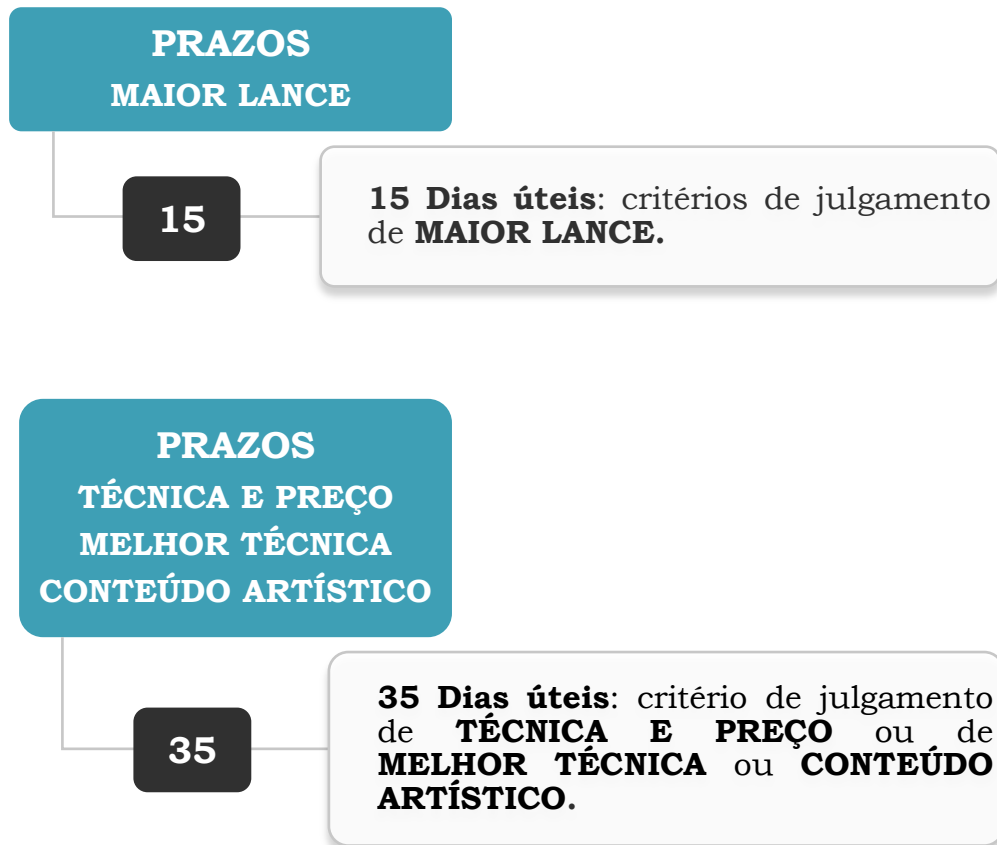 PRAZOS
MAIOR LANCE
15
15 Dias úteis: critérios de julgamento
de MAIOR LANCE.
PRAZOS
TÉCNICA E PREÇO
MELHOR TÉCNICA
CONTEÚDO ARTÍSTICO
35
35 Dias úteis: critério de julgamento
de TÉCNICA E PREÇO ou de
MELHOR TÉCNICA ou CONTEÚDO
ARTÍSTICO.